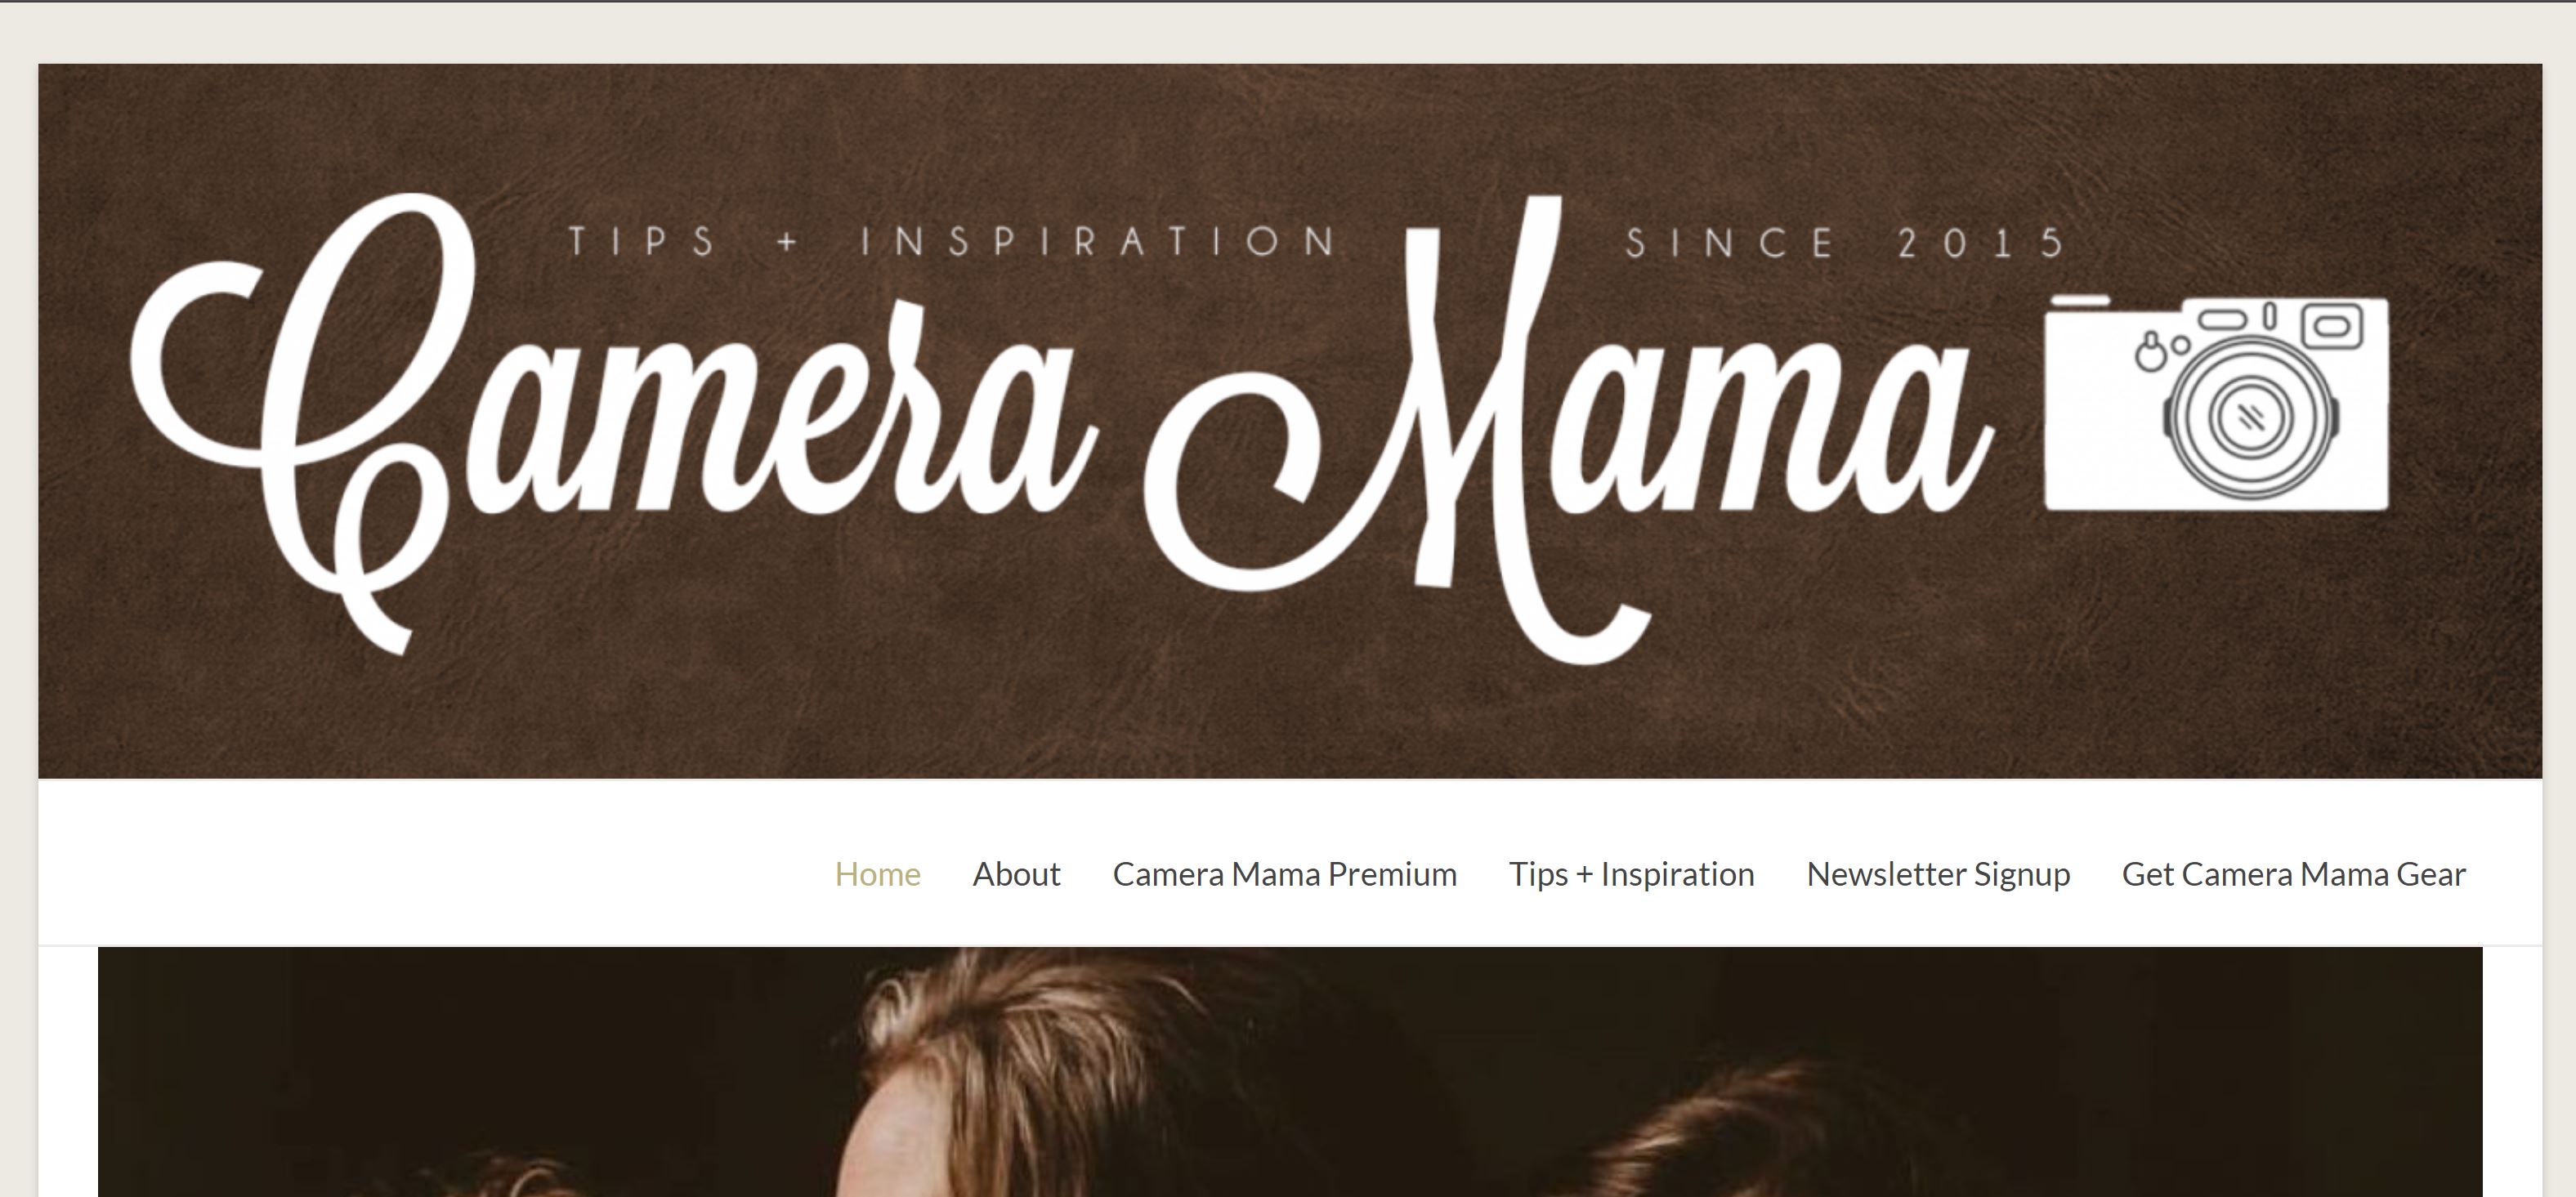 TIPS + INSPIRATION SINCE 2015
Camera Mama
Home About Camera Mama Premium Tips + Inspiration Newsletter Signup Get Camera Mama Gear